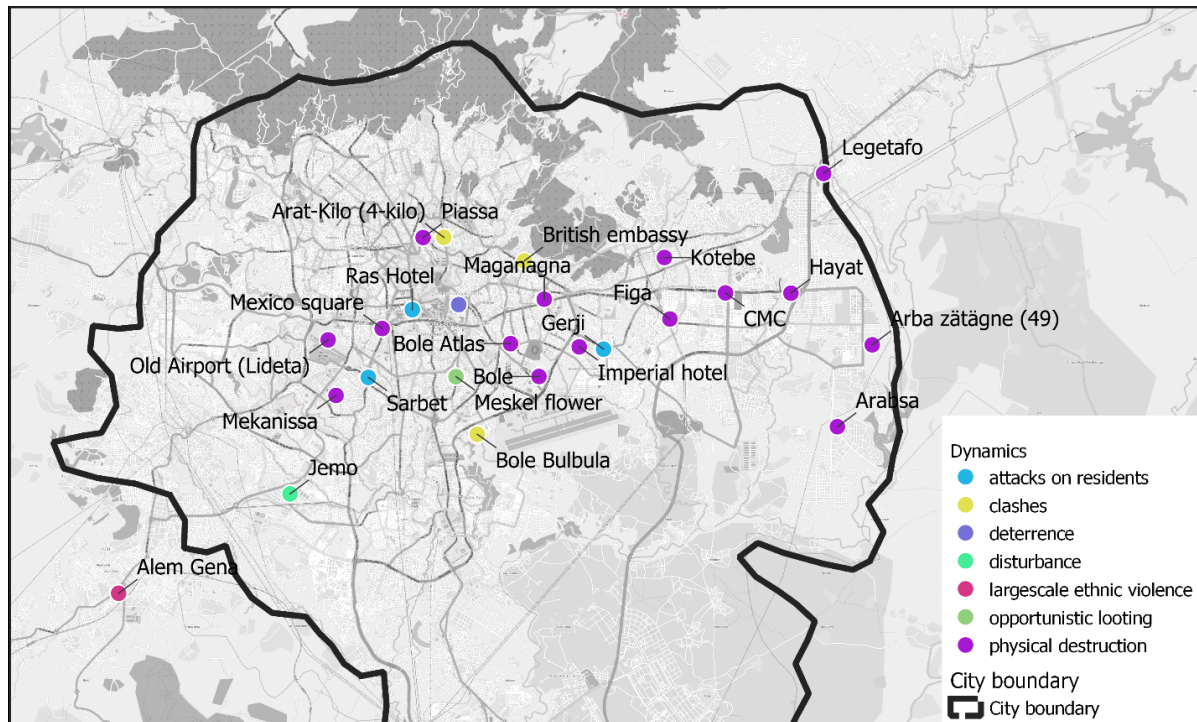 Legetafo
Arat-Kilo (4-kilo)
Piassa
British embassy
Maganagna
Kotebe
Hayat
Ras Hotel
Mexico square
Figa
CMC
Gerji
Arba zätägne (49)
Bole Atlas
Old Airport (Lideta)
Imperial hotel
Bole
Mekanissa
Sarbet
Meskel flower
Arabsa
Bole Bulbula
Jemo
Alem Gena
Dynamics
attacks on residents
clashes
deterrence
disturbance
largescale ethnic violence
opportunistic looting
physical destruction
City boundary
City boundary